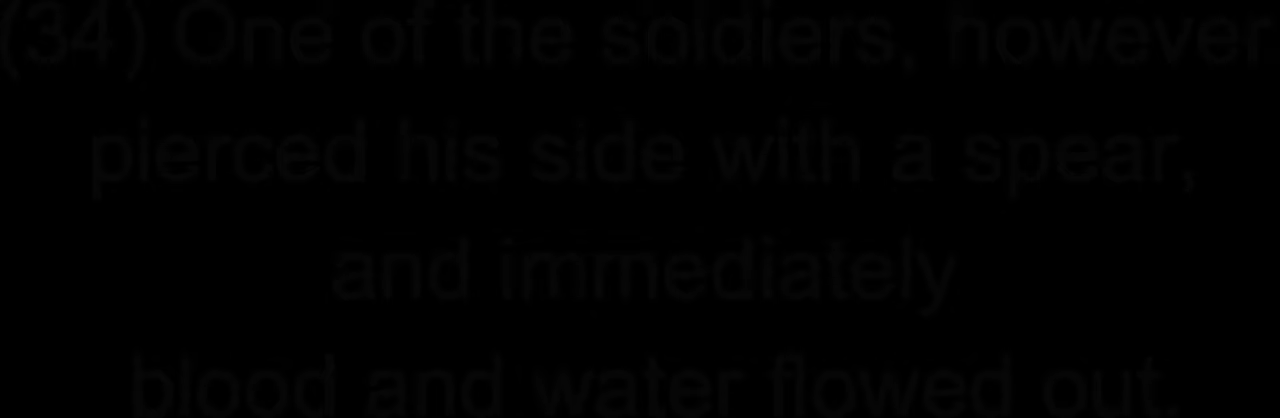 (34) One of the soldiers, however,
pierced his side with a spear,
and immediately
blood and water flowed out.